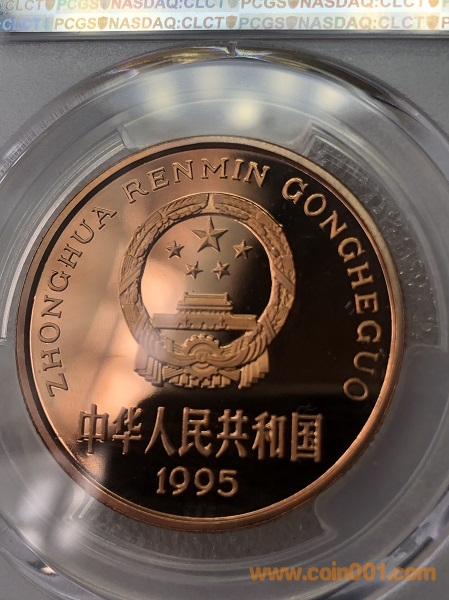 CLCT PCGS NASDAQ:CLCT PCGS NASDAQ:CLCT PCGS NASDAQ:CLCT
ZHONGHUA RENMIN GONGHEGUO
中华人民共和国
1995
www.coin001.com